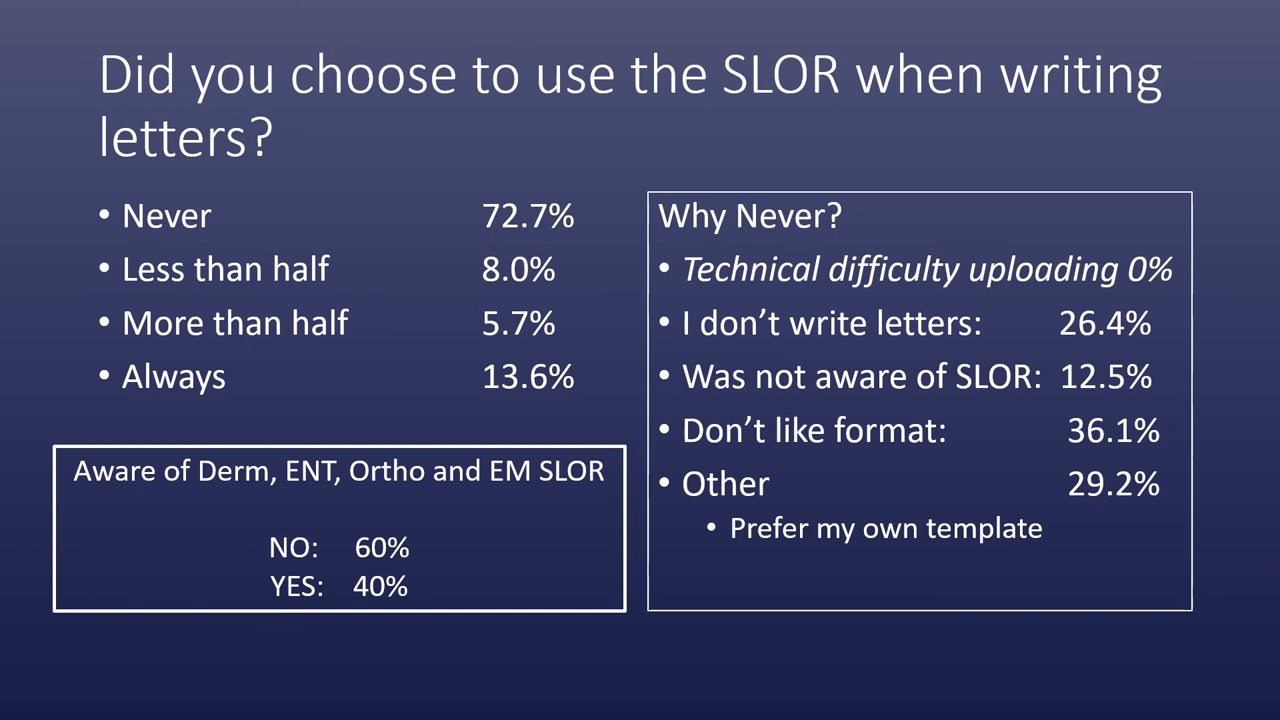 Did you choose to use the SLOR when writing
letters?
• Never 72.7%
• Less than half 8.0%
• More than half 5.7%
• Always 13.6%
Aware of Derm, ENT, Ortho and EM SLOR
NO: 60%
YES: 40%
Why Never?
• Technical difficulty uploading 0%
• I don’t write letters: 26.4%
• Was not aware of SLOR: 12.5%
• Don’t like format: 36.1%
• Other 29.2%
• Prefer my own template